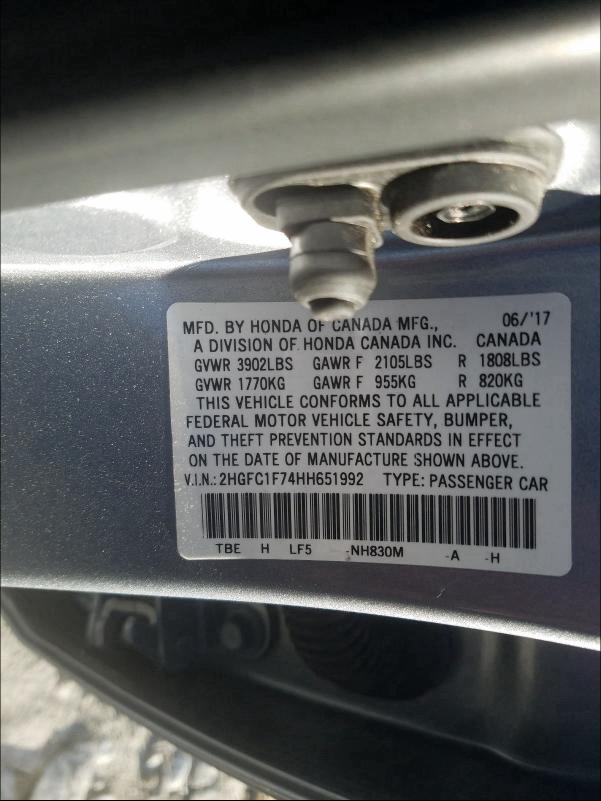 MFD. BY HONDA OF CANADA MFG., 06/'17
A DIVISION OF HONDA CANADA INC. CANADA
GVWR 3902LBS GAWR F 2105LBS R 1808LBS
GVWR 1770KG GAWR F 955KG R 820KG
THIS VEHICLE CONFORMS TO ALL APPLICABLE
FEDERAL MOTOR VEHICLE SAFETY, BUMPER,
AND THEFT PREVENTION STANDARDS IN EFFECT
ON THE DATE OF MANUFACTURE SHOWN ABOVE.
V.I.N.:2HGFC1F74HH651992 TYPE: PASSENGER CAR
TBE H LF5 -NH830M -A -H